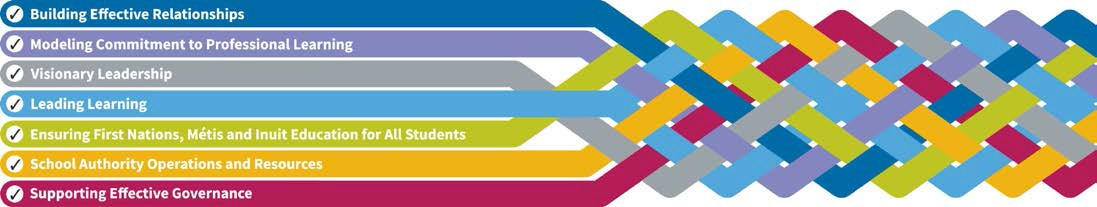 Building Effective Relationships
Modeling Commitment to Professional Learning
Visionary Leadership
Leading Learning
Ensuring First Nations, Métis and Inuit Education for All Students
School Authority Operations and Resources
Supporting Effective Governance